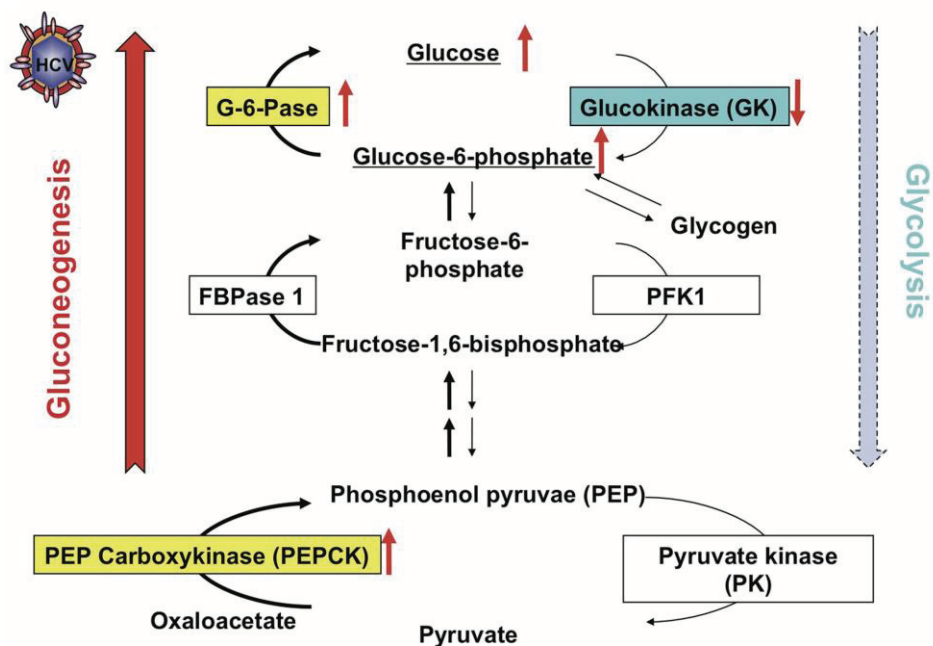 HCV
Glucose
G-6-Pase
Glucokinase (GK)
Glucose-6-phosphate
Glycogen
Fructose-6-
phosphate
FBPase 1
PFK1
Fructose-1,6-bisphosphate
Phosphoenol pyruvae (PEP)
PEP Carboxykinase (PEPCK)
Pyruvate kinase
(PK)
Oxaloacetate
Pyruvate
Gluconeogenesis
Glycolysis